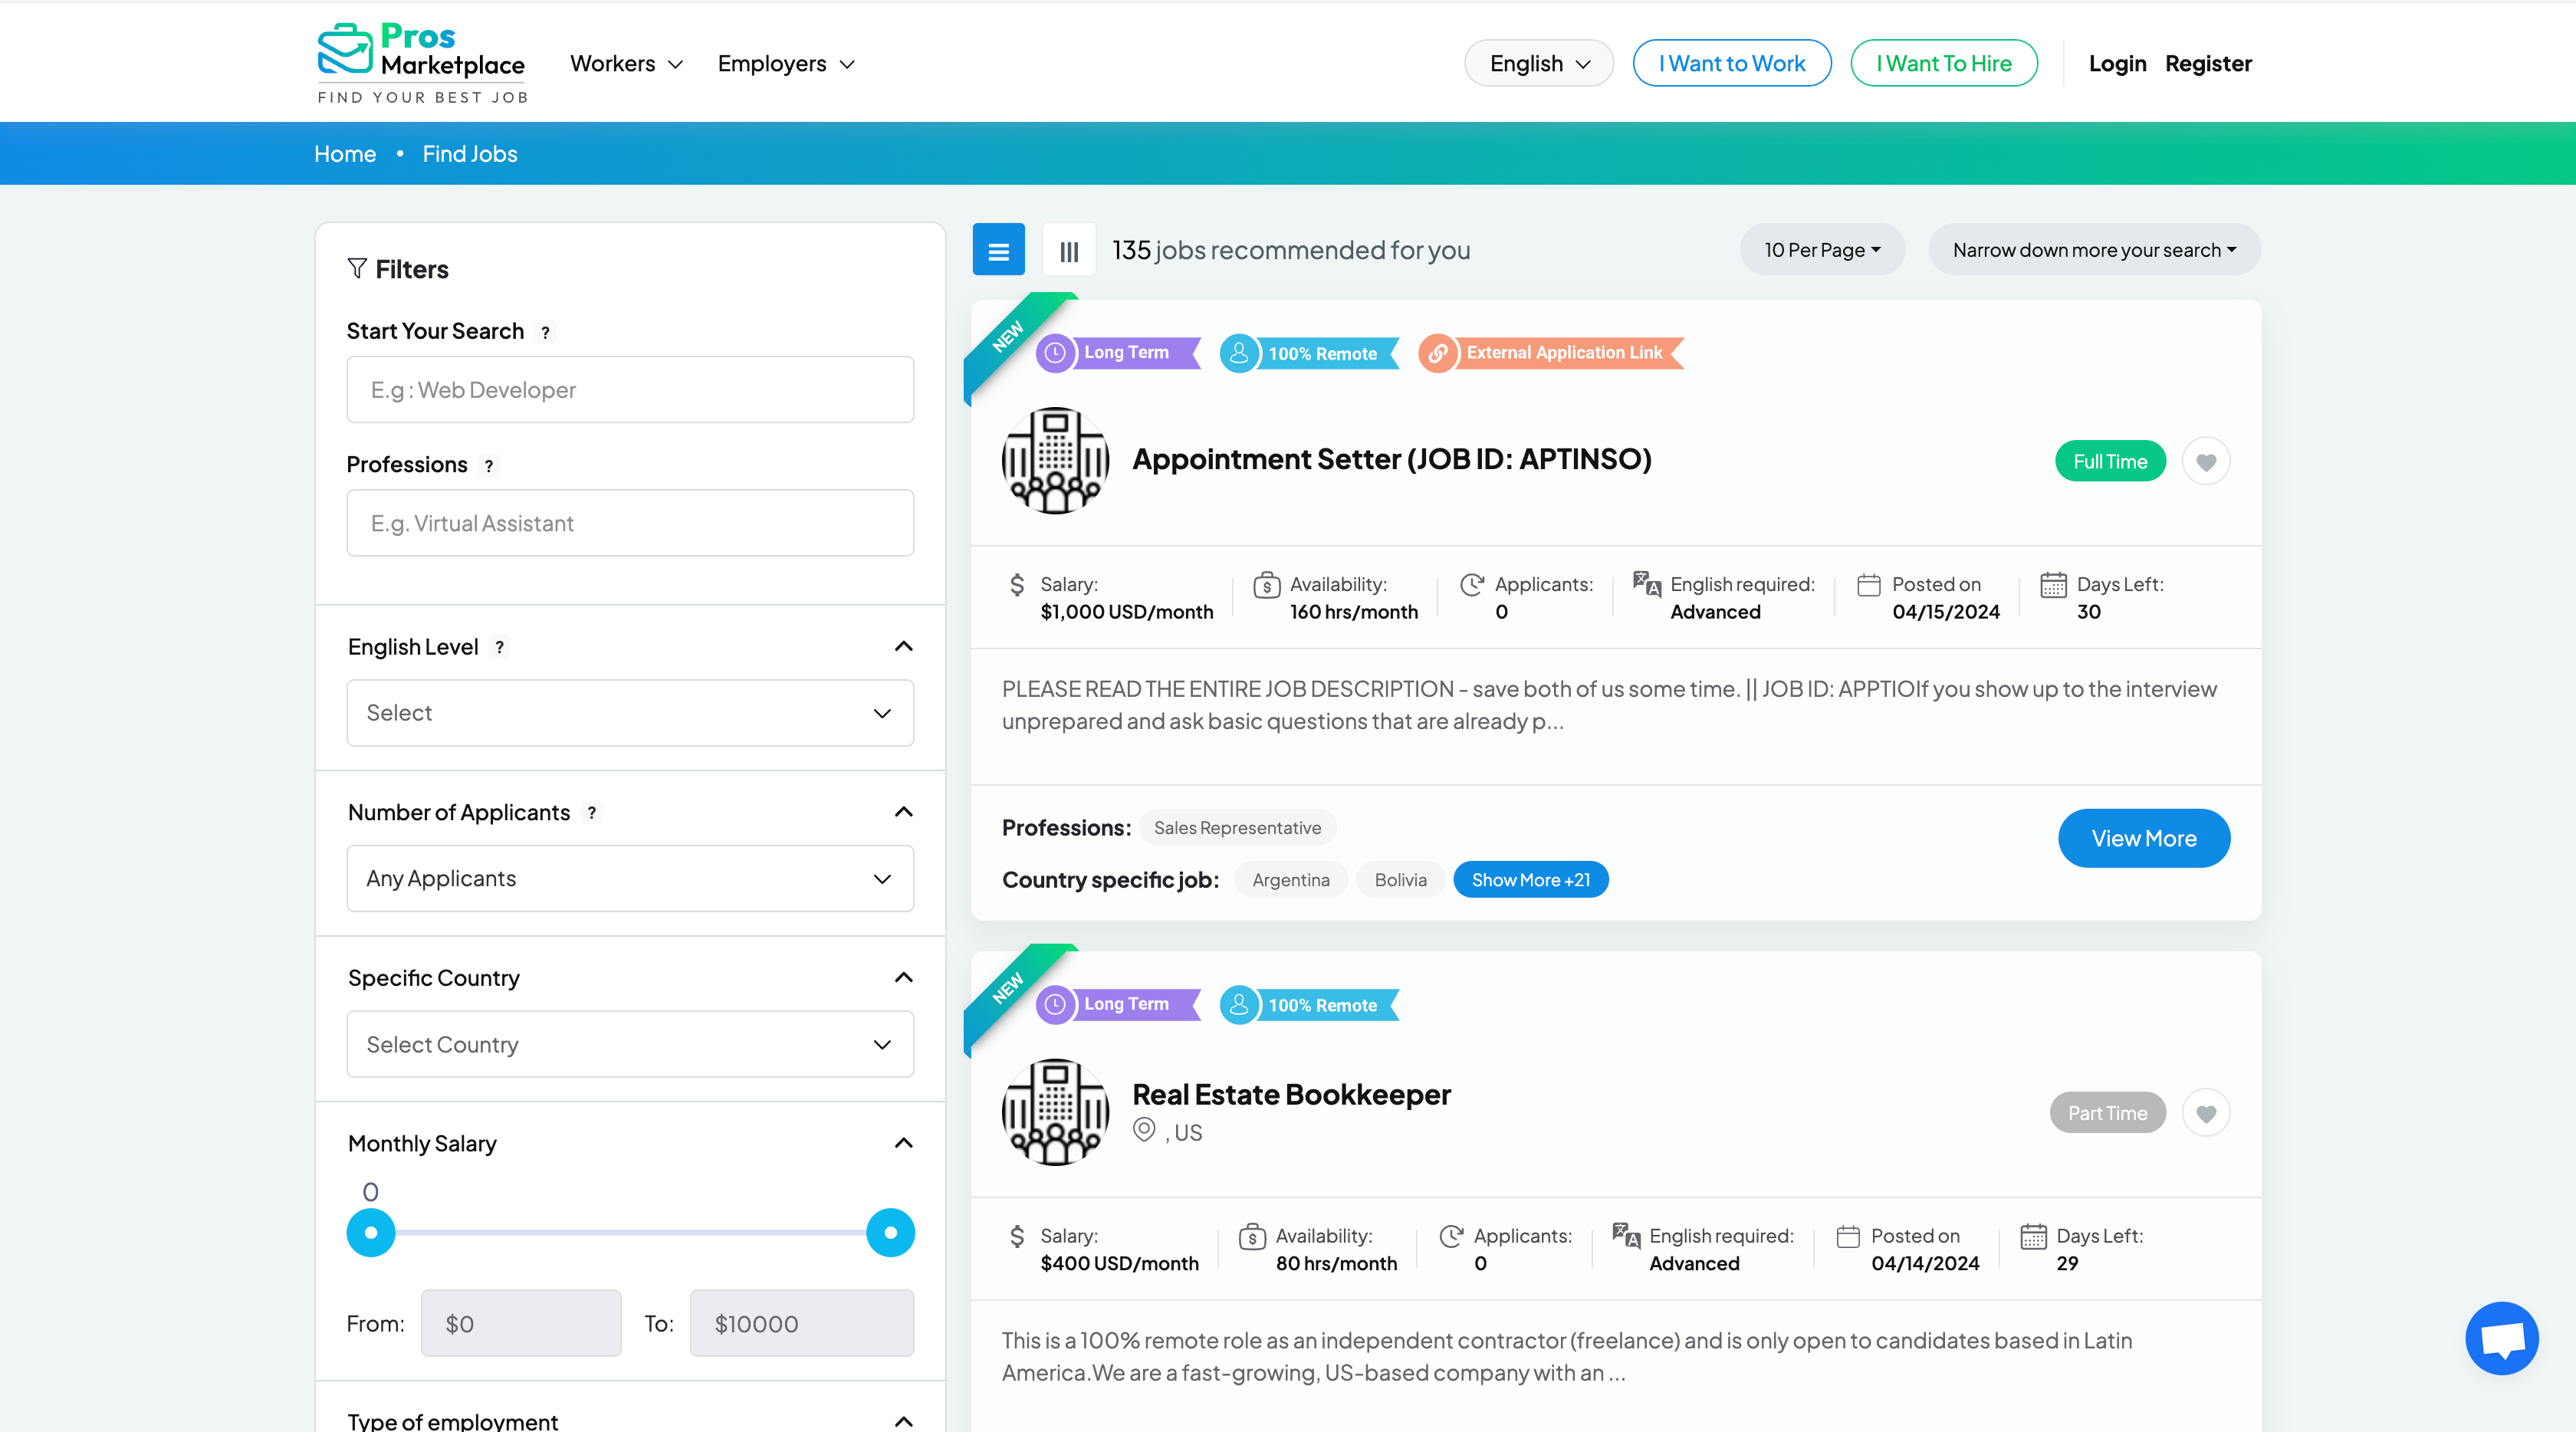 Pros
Marketplace
FIND YOUR BEST JOB
Workers
Employers
English
I Want to Work
I Want To Hire
Login
Register
Home • Find Jobs
Filters
Start Your Search ?
E.g : Web Developer
Professions ?
E.g. Virtual Assistant
English Level ?
Select
Number of Applicants ?
Any Applicants
Specific Country
Select Country
Monthly Salary
0
From: $0 To: $10000
Type of employment
135 jobs recommended for you
10 Per Page
Narrow down more your search
NEW
Long Term
100% Remote
External Application Link
Appointment Setter (JOB ID: APTINSO)
Full Time
Salary:
$1,000 USD/month
Availability:
160 hrs/month
Applicants:
0
English required:
Advanced
Posted on
04/15/2024
Days Left:
30
PLEASE READ THE ENTIRE JOB DESCRIPTION - save both of us some time. || JOB ID: APPTIOIf you show up to the interview
unprepared and ask basic questions that are already p...
Professions: Sales Representative
View More
Country specific job: Argentina Bolivia Show More +21
NEW
Long Term
100% Remote
Real Estate Bookkeeper
, US
Part Time
Salary:
$400 USD/month
Availability:
80 hrs/month
Applicants:
0
English required:
Advanced
Posted on
04/14/2024
Days Left:
29
This is a 100% remote role as an independent contractor (freelance) and is only open to candidates based in Latin
America.We are a fast-growing, US-based company with an ...